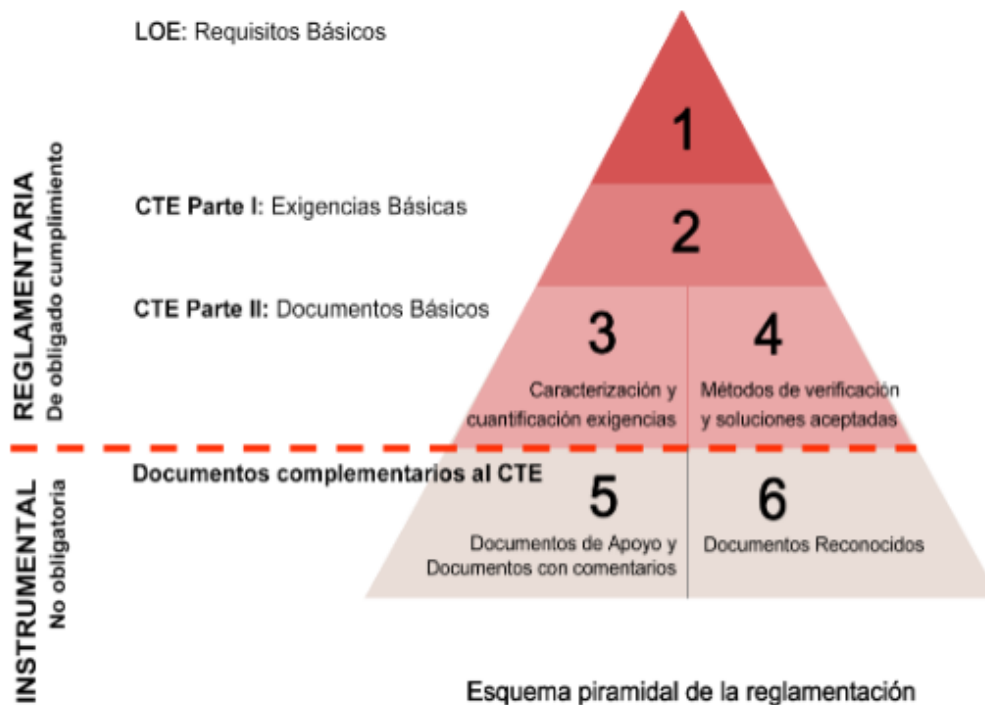 LOE: Requisitos Básicos
1
CTE Parte I: Exigencias Básicas
2
CTE Parte II: Documentos Básicos
3
Caracterización y
cuantificación exigencias
4
Métodos de verificación
y soluciones aceptadas
REGLAMENTARIA
De obligado cumplimiento
Documentos complementarios al CTE
5
Documentos de Apoyo y
Documentos con comentarios
6
Documentos Reconocidos
INSTRUMENTAL
No obligatoria
Esquema piramidal de la reglamentación